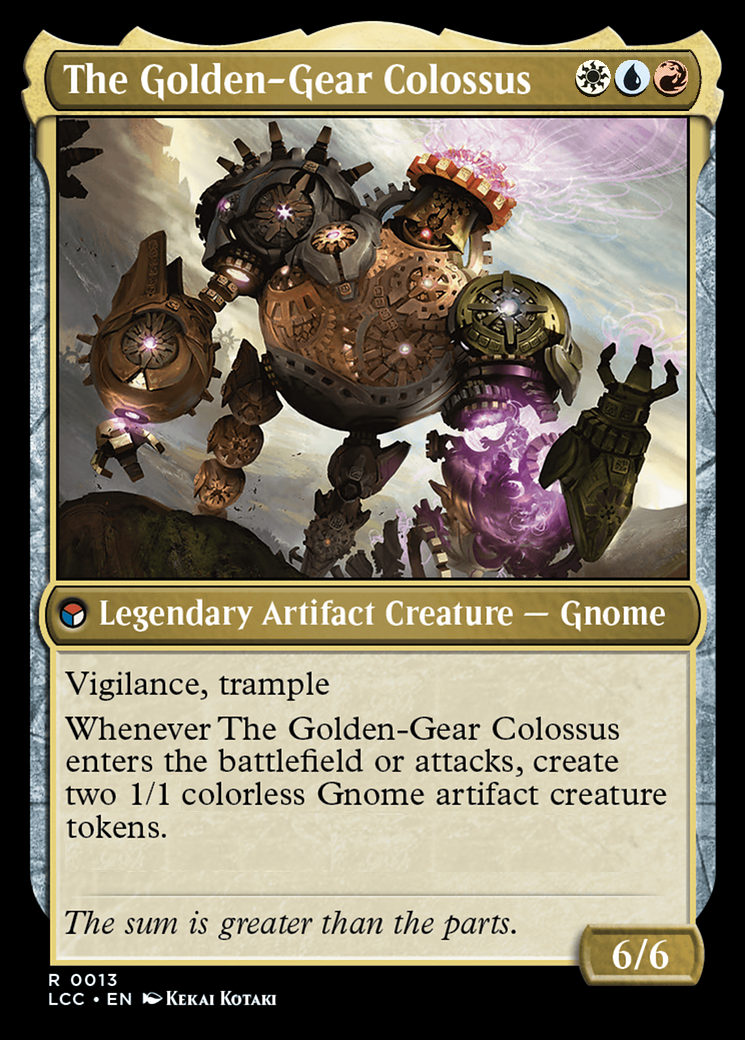 The Golden-Gear Colossus
Legendary Artifact Creature — Gnome
Vigilance, trample
Whenever The Golden-Gear Colossus
enters the battlefield or attacks, create
two 1/1 colorless Gnome artifact creature
tokens.
The sum is greater than the parts.
6/6
R 0013
LCC • EN Kekai Kotaki